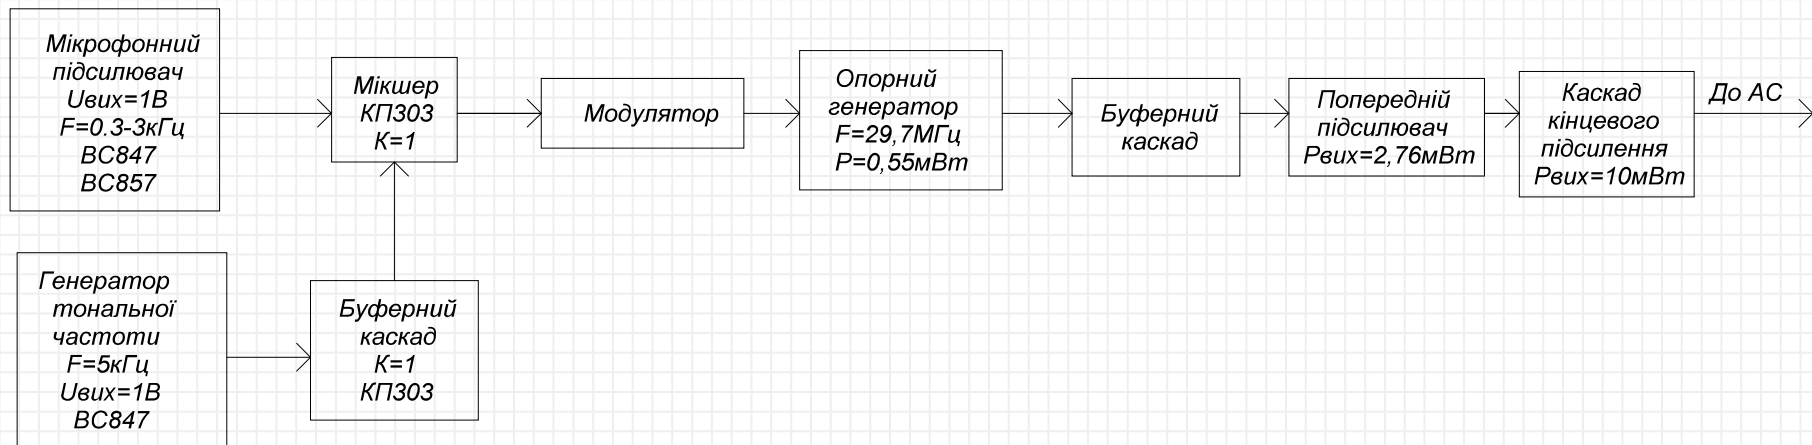 Мікрофонний
підсилювач
Uвих=1В
F=0.3-3кГц
BC847
BC857
Мікшер
КП303
К=1
Модулятор
Опорний
генератор
F=29,7МГц
P=0,55мВт
Буферний
каскад
Попередній
підсилювач
Рвих=2,76мВт
Каскад
кінцевого
підсилення
Рвих=10мВт
До АС
Генератор
тональної
частоти
F=5кГц
Uвих=1В
BC847
Буферний
каскад
К=1
КП303